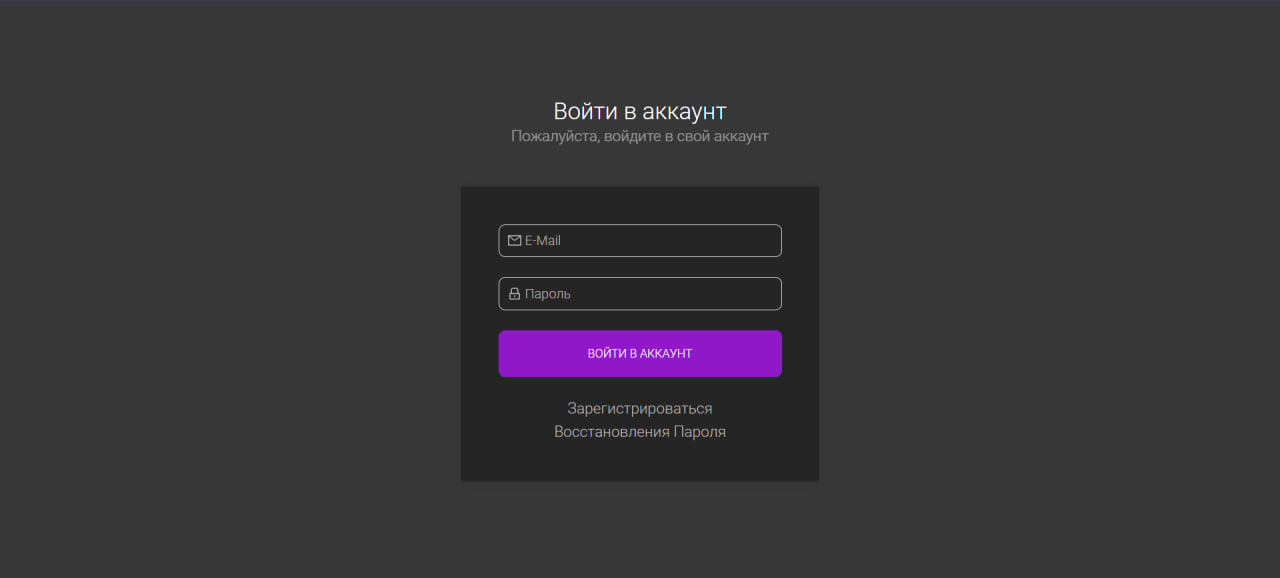 Войти в аккаунт
Пожалуйста, войдите в свой аккаунт
E-Mail
Пароль
ВОЙТИ В АККАУНТ
Зарегистрироваться
Восстановления Пароля